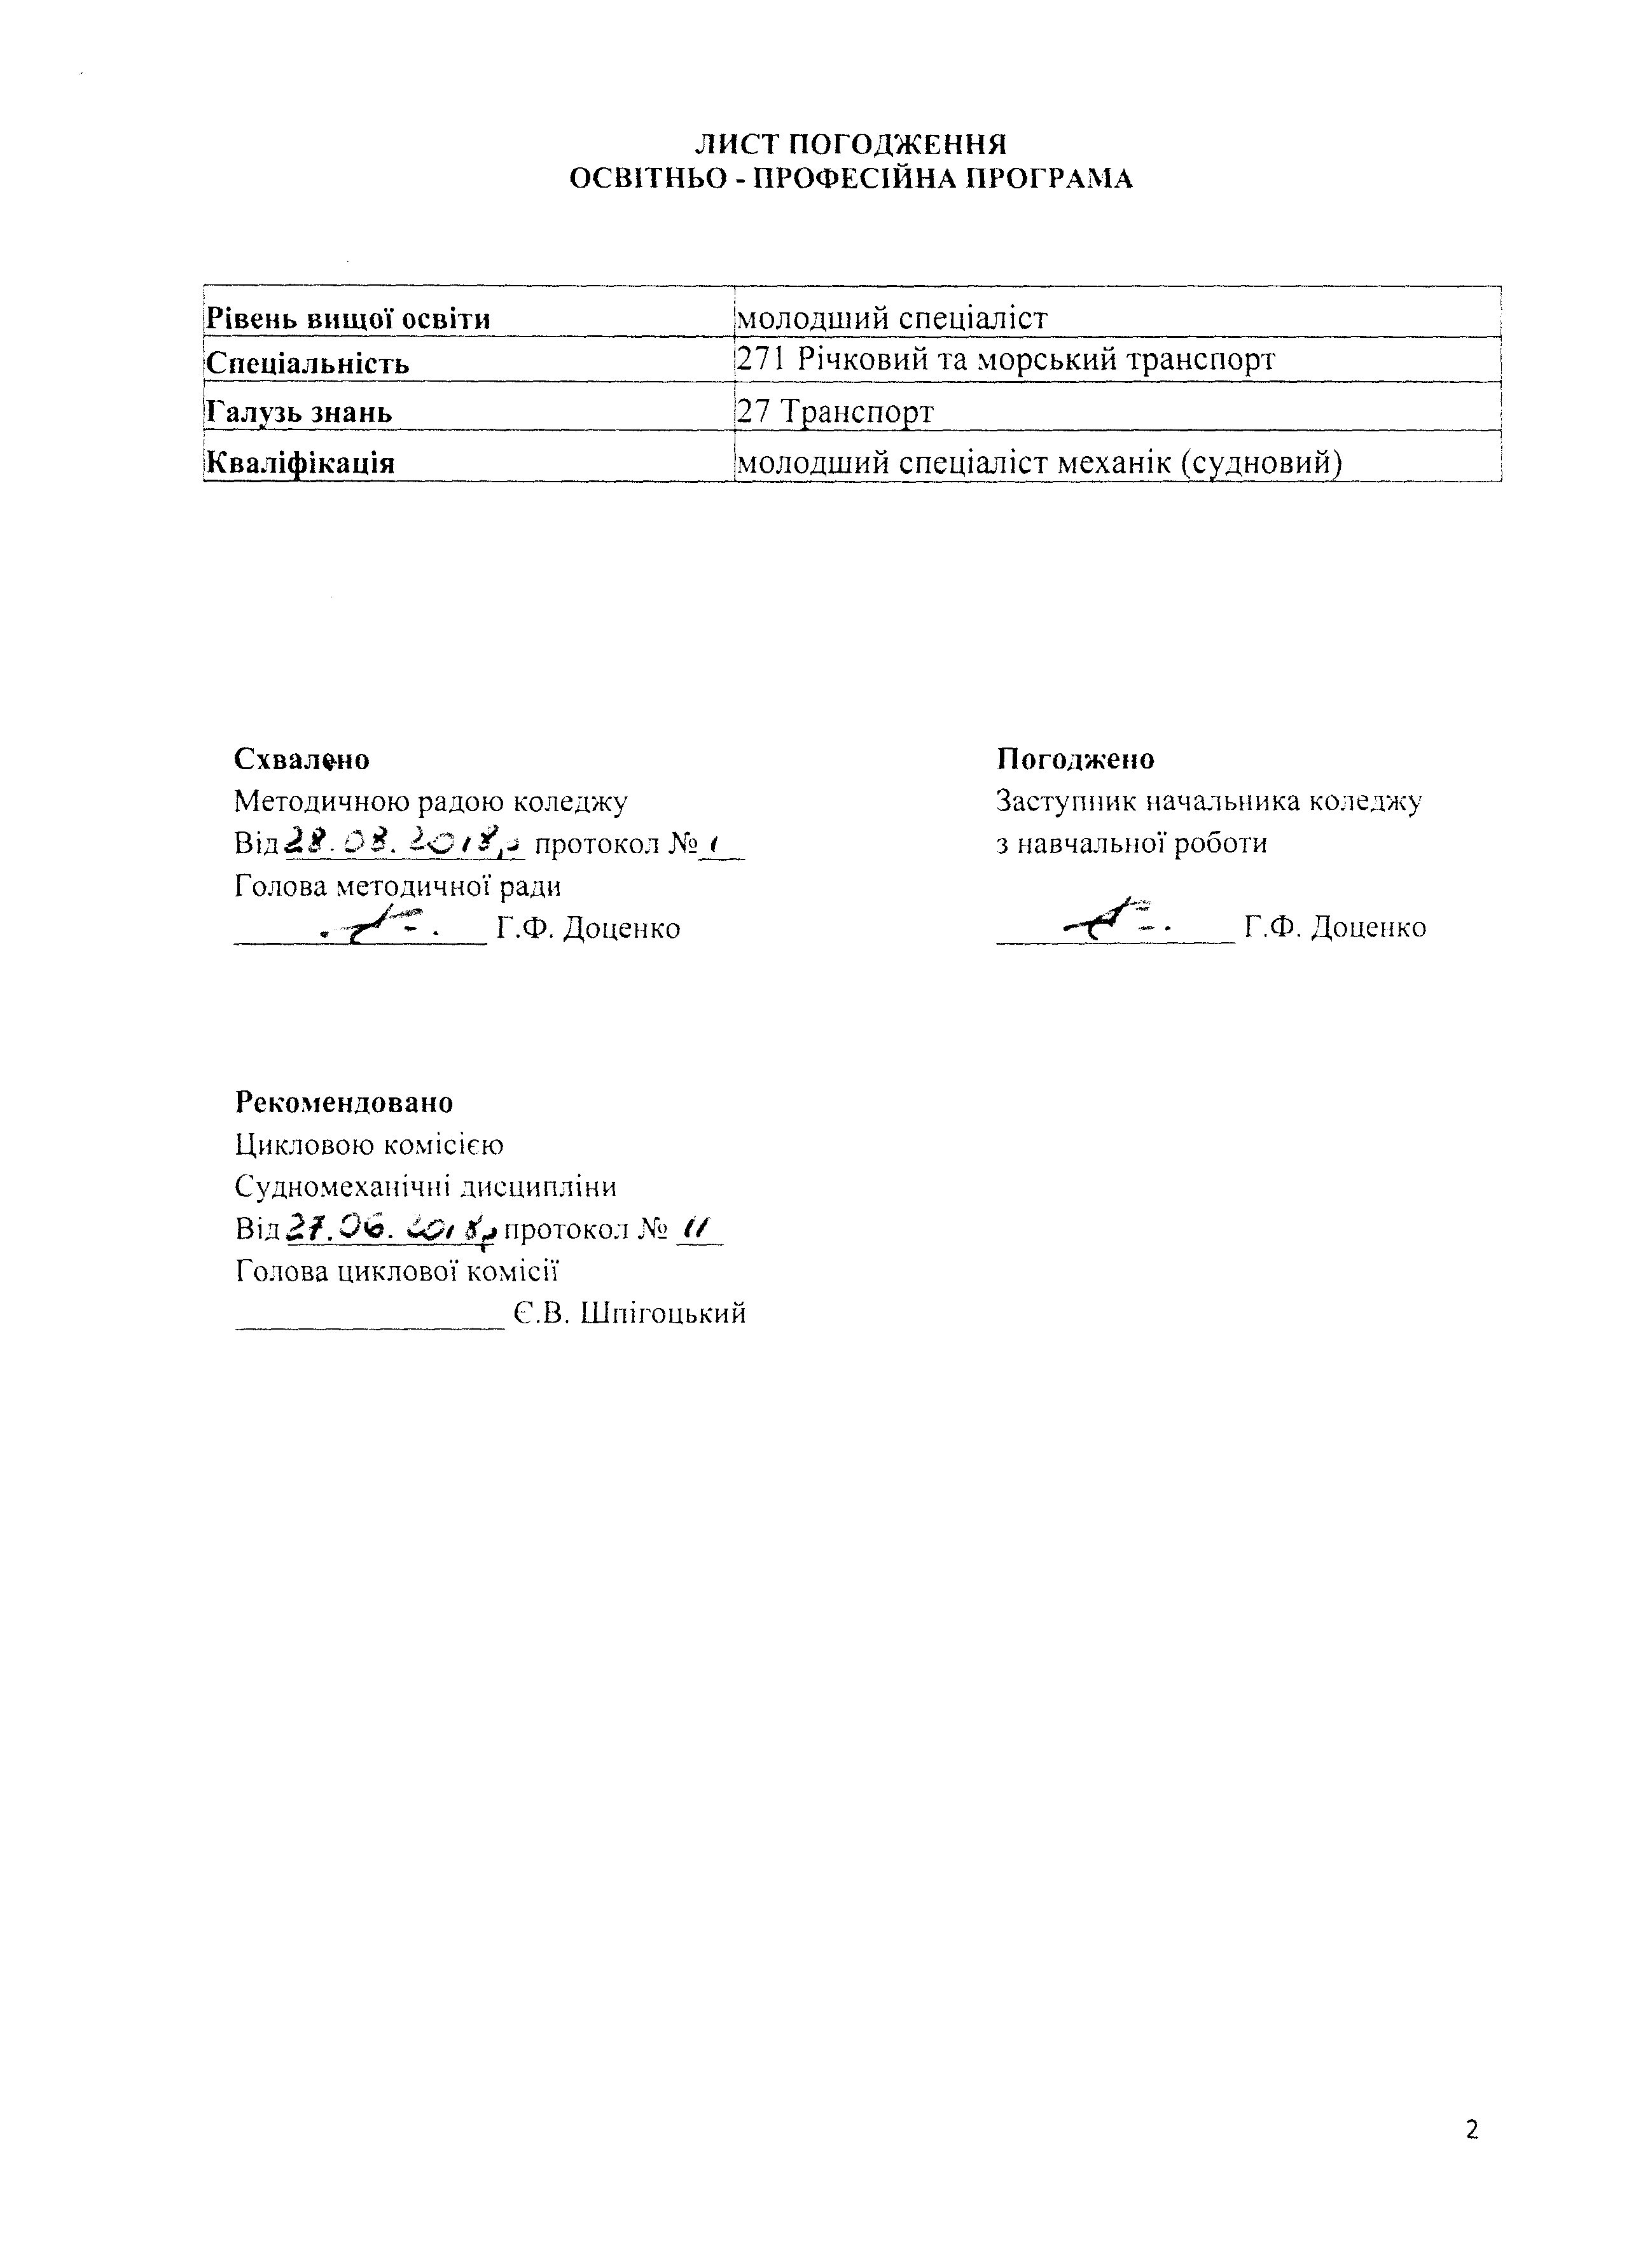 ЛИСТ ПОГОДЖЕННЯ
ОСВІТНЬО - ПРОФЕСІЙНА ПРОГРАМА
Рівень вищої освіти молодший спеціаліст
Спеціальність 271 Річковий та морський транспорт
Галузь знань 27 Транспорт
Кваліфікація молодший спеціаліст механік (судновий)
Схвалено
Методичною радою коледжу
Від 28.08.2018р протокол № 1
Голова методичної ради
Г.Ф. Доценко
Погоджено
Заступник начальника коледжу
з навчальної роботи
Г.Ф. Доценко
Рекомендовано
Цикловою комісією
Судномеханічні дисципліни
Від 27.06.2018р протокол № 11
Голова циклової комісії
Є.В. Шпігоцький
2